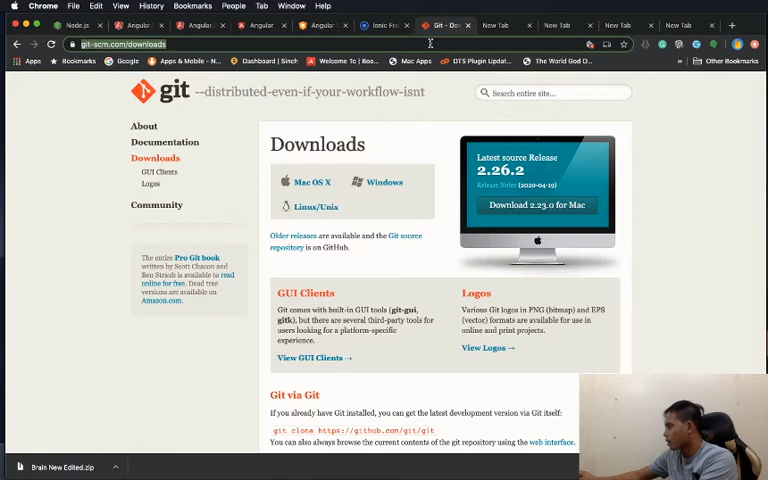 Chrome File Edit View History Bookmarks People Tab Window Help
Node.js Angular Angular Angular Angular Ionic Fra Git - Dow New Tab New Tab New Tab New Tab
git-scm.com/downloads
Apps Bookmarks Google Apps & Mobile - N... Dashboard | Sinch Welcome To | Boo... Mac Apps DTS Plugin Updat... The World God O... Other Bookmarks
git --distributed-even-if-your-workflow-isnt
Search entire site...
About
Documentation
Downloads
GUI Clients
Logos
Community
The entire Pro Git book
written by Scott Chacon and
Ben Straub is available to read
online for free. Dead tree
versions are available on
Amazon.com.
Downloads
Mac OS X Windows
Linux/Unix
Older releases are available and the Git source
repository is on GitHub.
Latest source Release
2.26.2
Release Notes (2020-04-19)
Download 2.23.0 for Mac
GUI Clients
Git comes with built-in GUI tools (git-gui,
gitk), but there are several third-party tools for
users looking for a platform-specific
experience.
View GUI Clients →
Logos
Various Git logos in PNG (bitmap) and EPS
(vector) formats are available for use in
online and print projects.
View Logos →
Git via Git
If you already have Git installed, you can get the latest development version via Git itself:
git clone https://github.com/git/git
You can also always browse the current contents of the git repository using the web interface.
Brain New Edited.zip